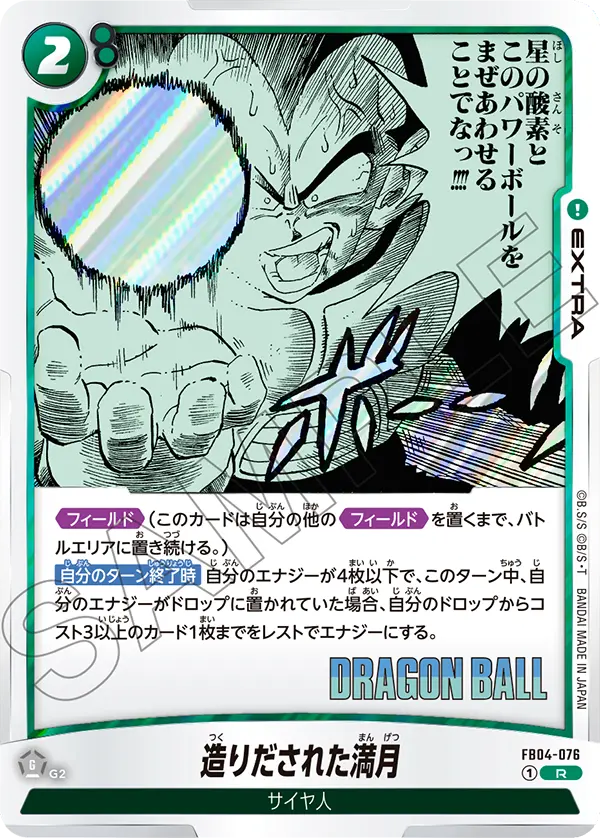 2
星の酸素と
このパワーボールを
まぜあわせる
ことでなっ!!!!
ボ
! EXTRA
フィールド (このカードは自分の他の フィールド を置くまで、バト
ルエリアに置き続ける。)
自分のターン終了時 自分のエナジーが4枚以下で、このターン中、自
分のエナジーがドロップに置かれていた場合、自分のドロップからコ
スト3以上のカード1枚までをレストでエナジーにする。
DRAGON BALL
SAMPLE
©B.S/S ©B/S・T BANDAI MADE IN JAPAN
造りだされた満月
FB04-076
G G2
1 R
サイヤ人